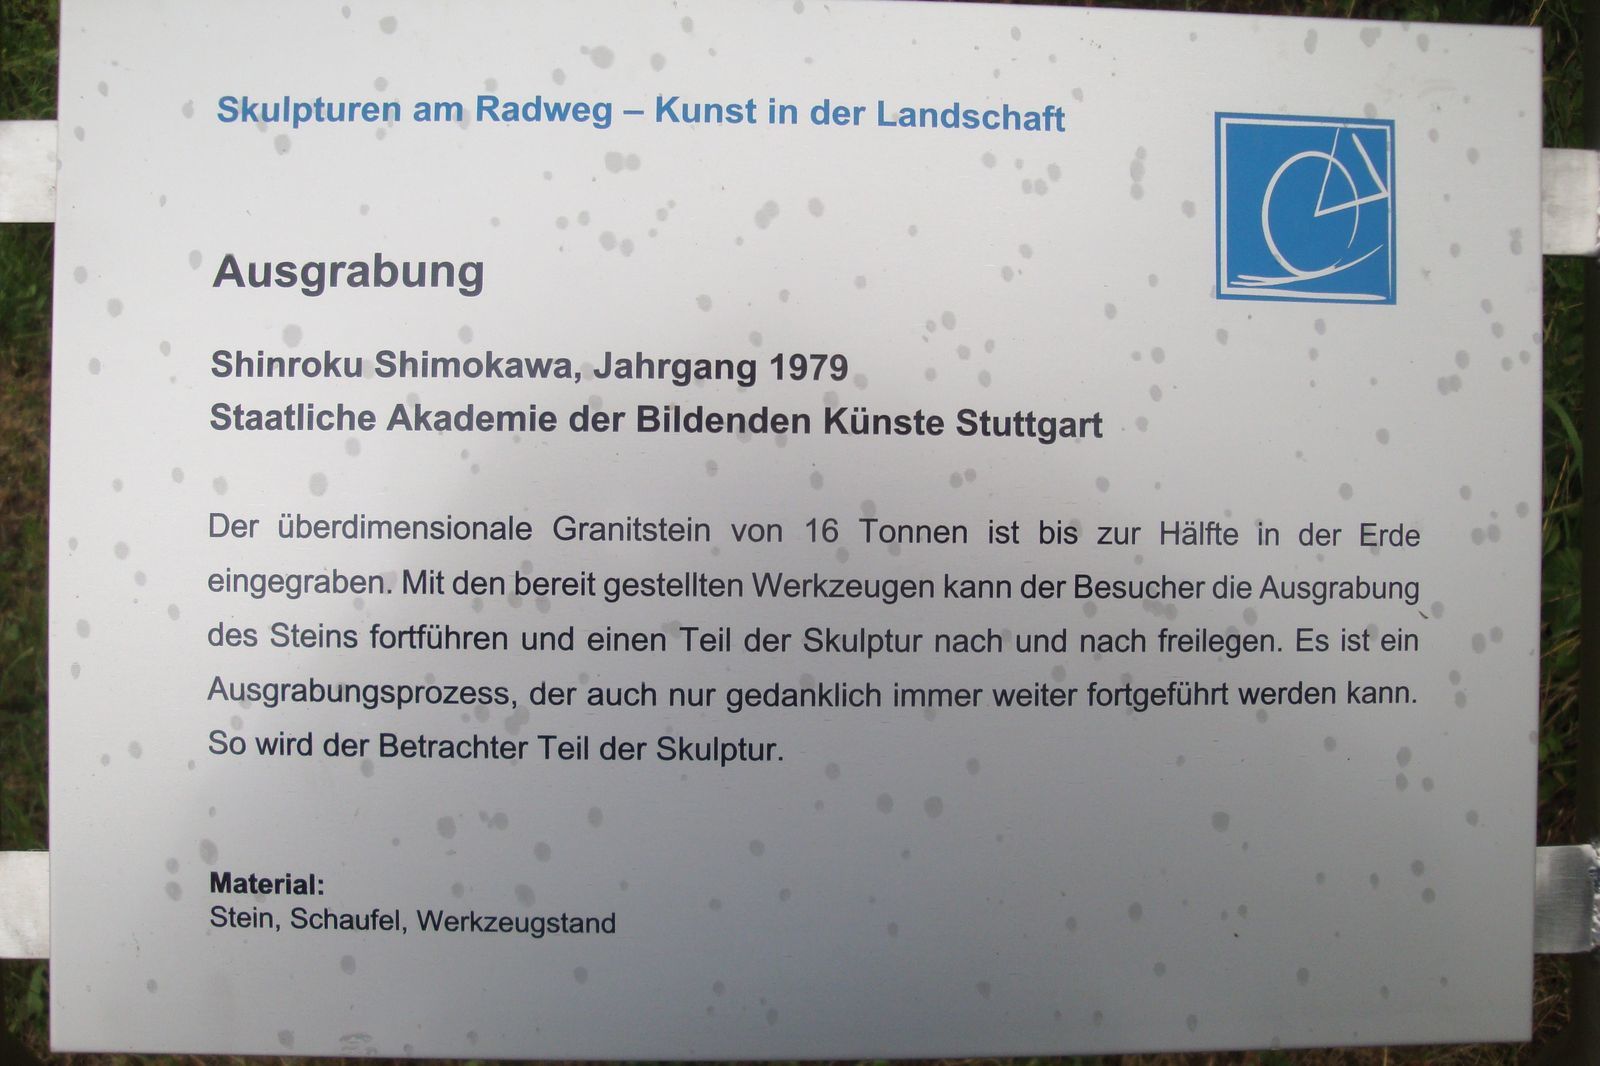 Skulpturen am Radweg – Kunst in der Landschaft
Ausgrabung
Shinroku Shimokawa, Jahrgang 1979
Staatliche Akademie der Bildenden Künste Stuttgart
Der überdimensionale Granitstein von 16 Tonnen ist bis zur Hälfte in der Erde
eingegraben. Mit den bereit gestellten Werkzeugen kann der Besucher die Ausgrabung
des Steins fortführen und einen Teil der Skulptur nach und nach freilegen. Es ist ein
Ausgrabungsprozess, der auch nur gedanklich immer weiter fortgeführt werden kann.
So wird der Betrachter Teil der Skulptur.
Material:
Stein, Schaufel, Werkzeugstand